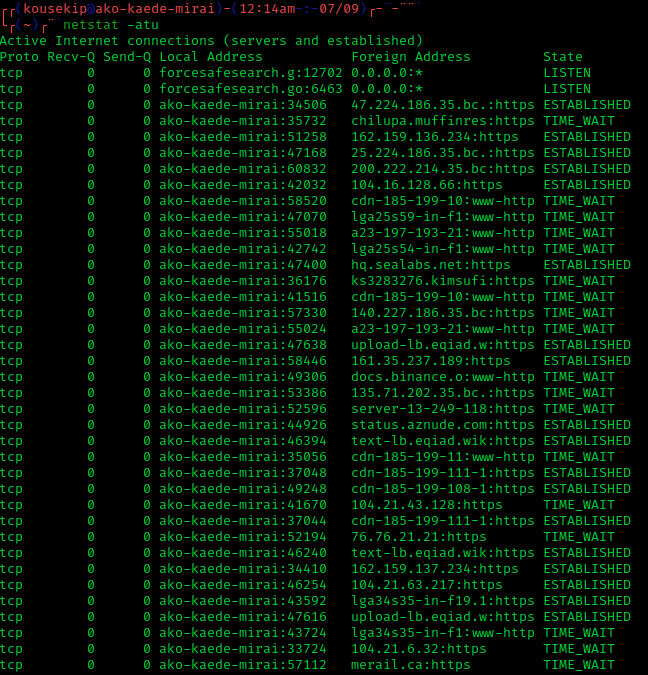 ┌┌(kousekip@ako-kaede-mirai)-(12:14am-:-07/09)┌-¨-¨¨˙
└┌(~)┌¨˙netstat -atu
Active Internet connections (servers and established)
Proto Recv-Q Send-Q Local Address           Foreign Address         State
tcp        0      0 forcesafesearch.g:12702 0.0.0.0:*               LISTEN
tcp        0      0 forcesafesearch.go:6463 0.0.0.0:*               LISTEN
tcp        0      0 ako-kaede-mirai:34506   47.224.186.35.bc.:https ESTABLISHED
tcp        0      0 ako-kaede-mirai:35732   chilupa.muffinres:https TIME_WAIT
tcp        0      0 ako-kaede-mirai:51258   162.159.136.234:https   ESTABLISHED
tcp        0      0 ako-kaede-mirai:47168   25.224.186.35.bc.:https ESTABLISHED
tcp        0      0 ako-kaede-mirai:60832   200.222.214.35.bc:https ESTABLISHED
tcp        0      0 ako-kaede-mirai:42032   104.16.128.66:https     ESTABLISHED
tcp        0      0 ako-kaede-mirai:58520   cdn-185-199-10:www-http TIME_WAIT
tcp        0      0 ako-kaede-mirai:47070   lga25s59-in-f1:www-http TIME_WAIT
tcp        0      0 ako-kaede-mirai:55018   a23-197-193-21:www-http TIME_WAIT
tcp        0      0 ako-kaede-mirai:42742   lga25s54-in-f1:www-http TIME_WAIT
tcp        0      0 ako-kaede-mirai:47400   hq.sealabs.net:https    ESTABLISHED
tcp        0      0 ako-kaede-mirai:36176   ks3283276.kimsufi:https TIME_WAIT
tcp        0      0 ako-kaede-mirai:41516   cdn-185-199-10:www-http TIME_WAIT
tcp        0      0 ako-kaede-mirai:57330   140.227.186.35.bc:https TIME_WAIT
tcp        0      0 ako-kaede-mirai:55024   a23-197-193-21:www-http TIME_WAIT
tcp        0      0 ako-kaede-mirai:47638   upload-lb.eqiad.w:https ESTABLISHED
tcp        0      0 ako-kaede-mirai:58446   161.35.237.189:https    ESTABLISHED
tcp        0      0 ako-kaede-mirai:49306   docs.binance.o:www-http TIME_WAIT
tcp        0      0 ako-kaede-mirai:53386   135.71.202.35.bc.:https TIME_WAIT
tcp        0      0 ako-kaede-mirai:52596   server-13-249-118:https TIME_WAIT
tcp        0      0 ako-kaede-mirai:44926   status.aznude.com:https ESTABLISHED
tcp        0      0 ako-kaede-mirai:46394   text-lb.eqiad.wik:https ESTABLISHED
tcp        0      0 ako-kaede-mirai:35056   cdn-185-199-11:www-http TIME_WAIT
tcp        0      0 ako-kaede-mirai:37048   cdn-185-199-111-1:https ESTABLISHED
tcp        0      0 ako-kaede-mirai:49248   cdn-185-199-108-1:https ESTABLISHED
tcp        0      0 ako-kaede-mirai:41670   104.21.43.128:https     TIME_WAIT
tcp        0      0 ako-kaede-mirai:37044   cdn-185-199-111-1:https ESTABLISHED
tcp        0      0 ako-kaede-mirai:52194   76.76.21.21:https       TIME_WAIT
tcp        0      0 ako-kaede-mirai:46240   text-lb.eqiad.wik:https ESTABLISHED
tcp        0      0 ako-kaede-mirai:34410   162.159.137.234:https   ESTABLISHED
tcp        0      0 ako-kaede-mirai:46254   104.21.63.217:https     ESTABLISHED
tcp        0      0 ako-kaede-mirai:43592   lga34s35-in-f19.1:https ESTABLISHED
tcp        0      0 ako-kaede-mirai:47616   upload-lb.eqiad.w:https ESTABLISHED
tcp        0      0 ako-kaede-mirai:43724   lga34s35-in-f1:www-http TIME_WAIT
tcp        0      0 ako-kaede-mirai:33724   104.21.6.32:https       TIME_WAIT
tcp        0      0 ako-kaede-mirai:57112   merail.ca:https         TIME_WAIT